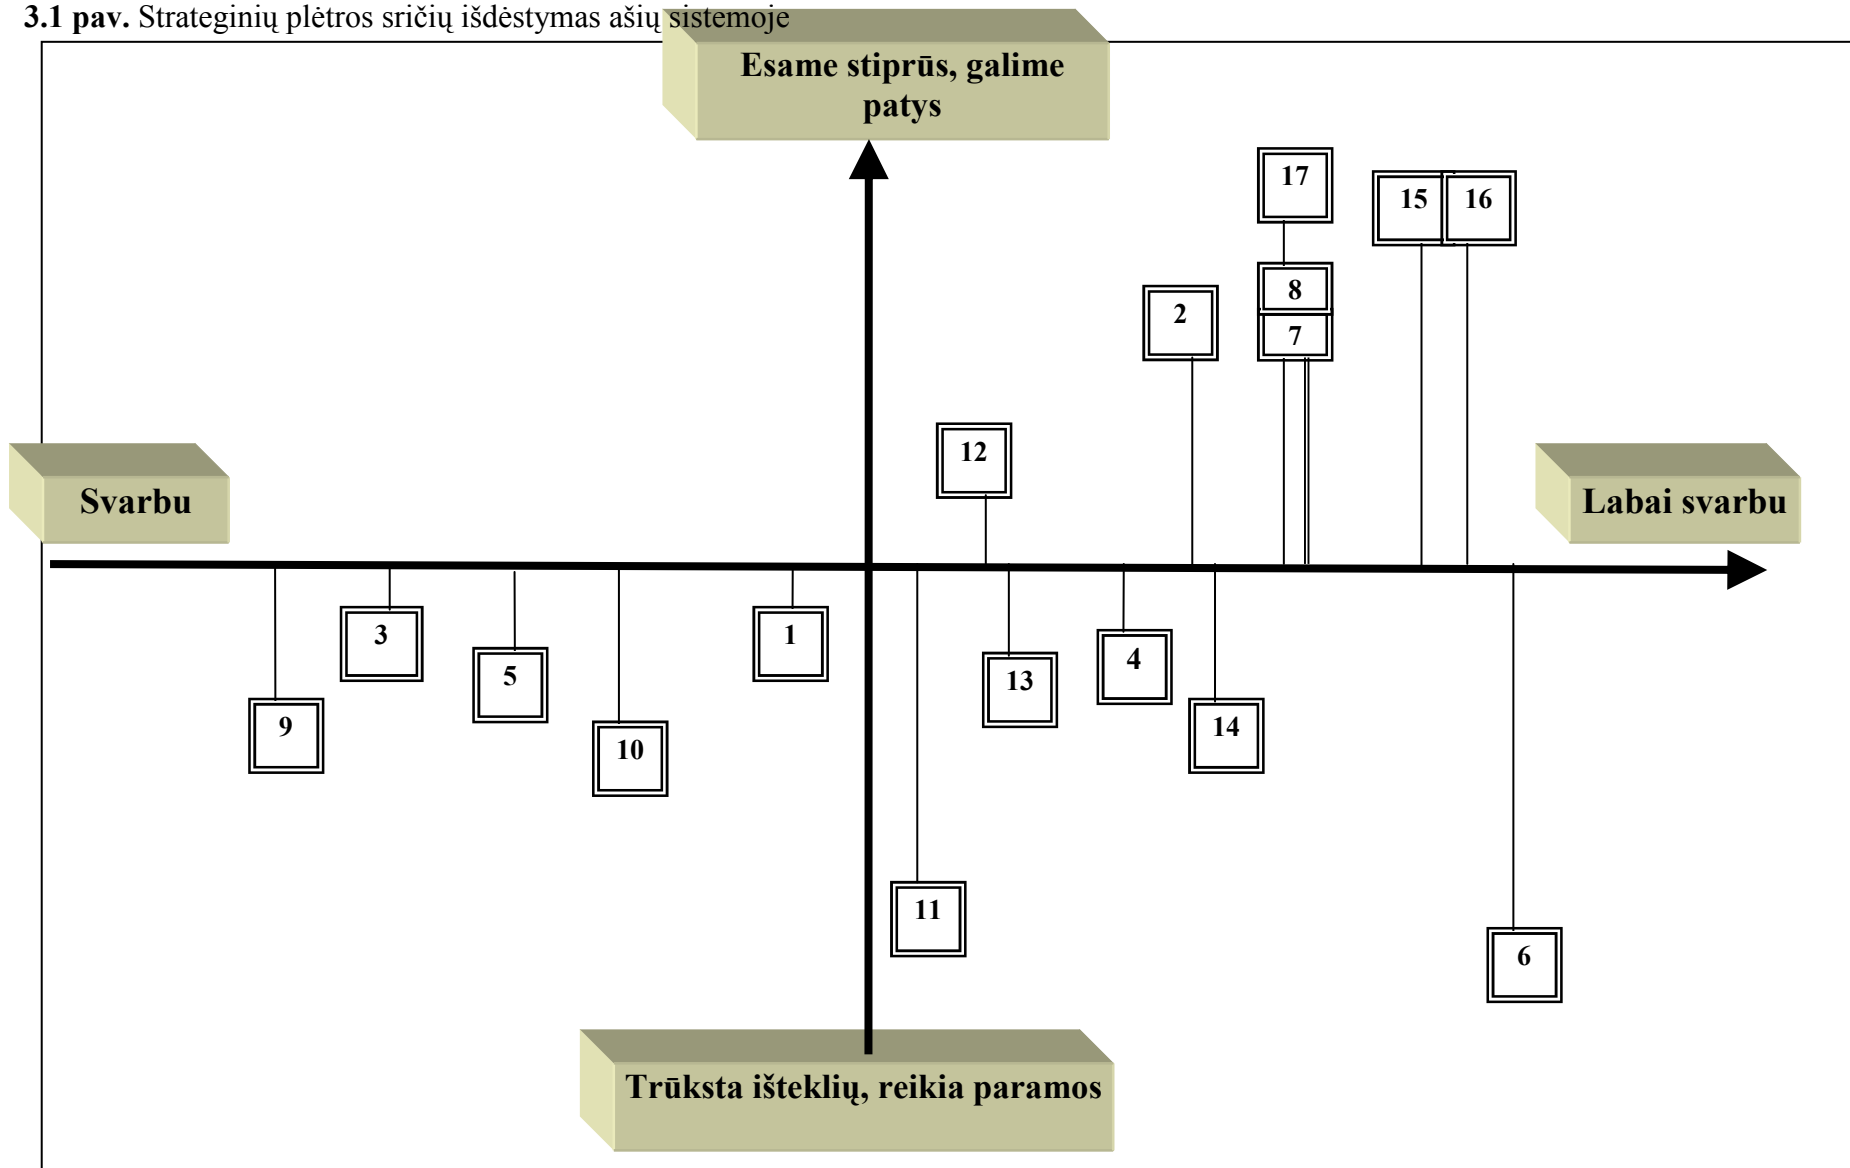 3.1 pav. Strateginių plėtros sričių išdėstymas ašių sistemoje
Esame stiprūs, galime
patys
17
15
16
8
2
7
12
Svarbu
Labai svarbu
3
1
4
5
13
9
14
10
11
6
Trūksta išteklių, reikia paramos